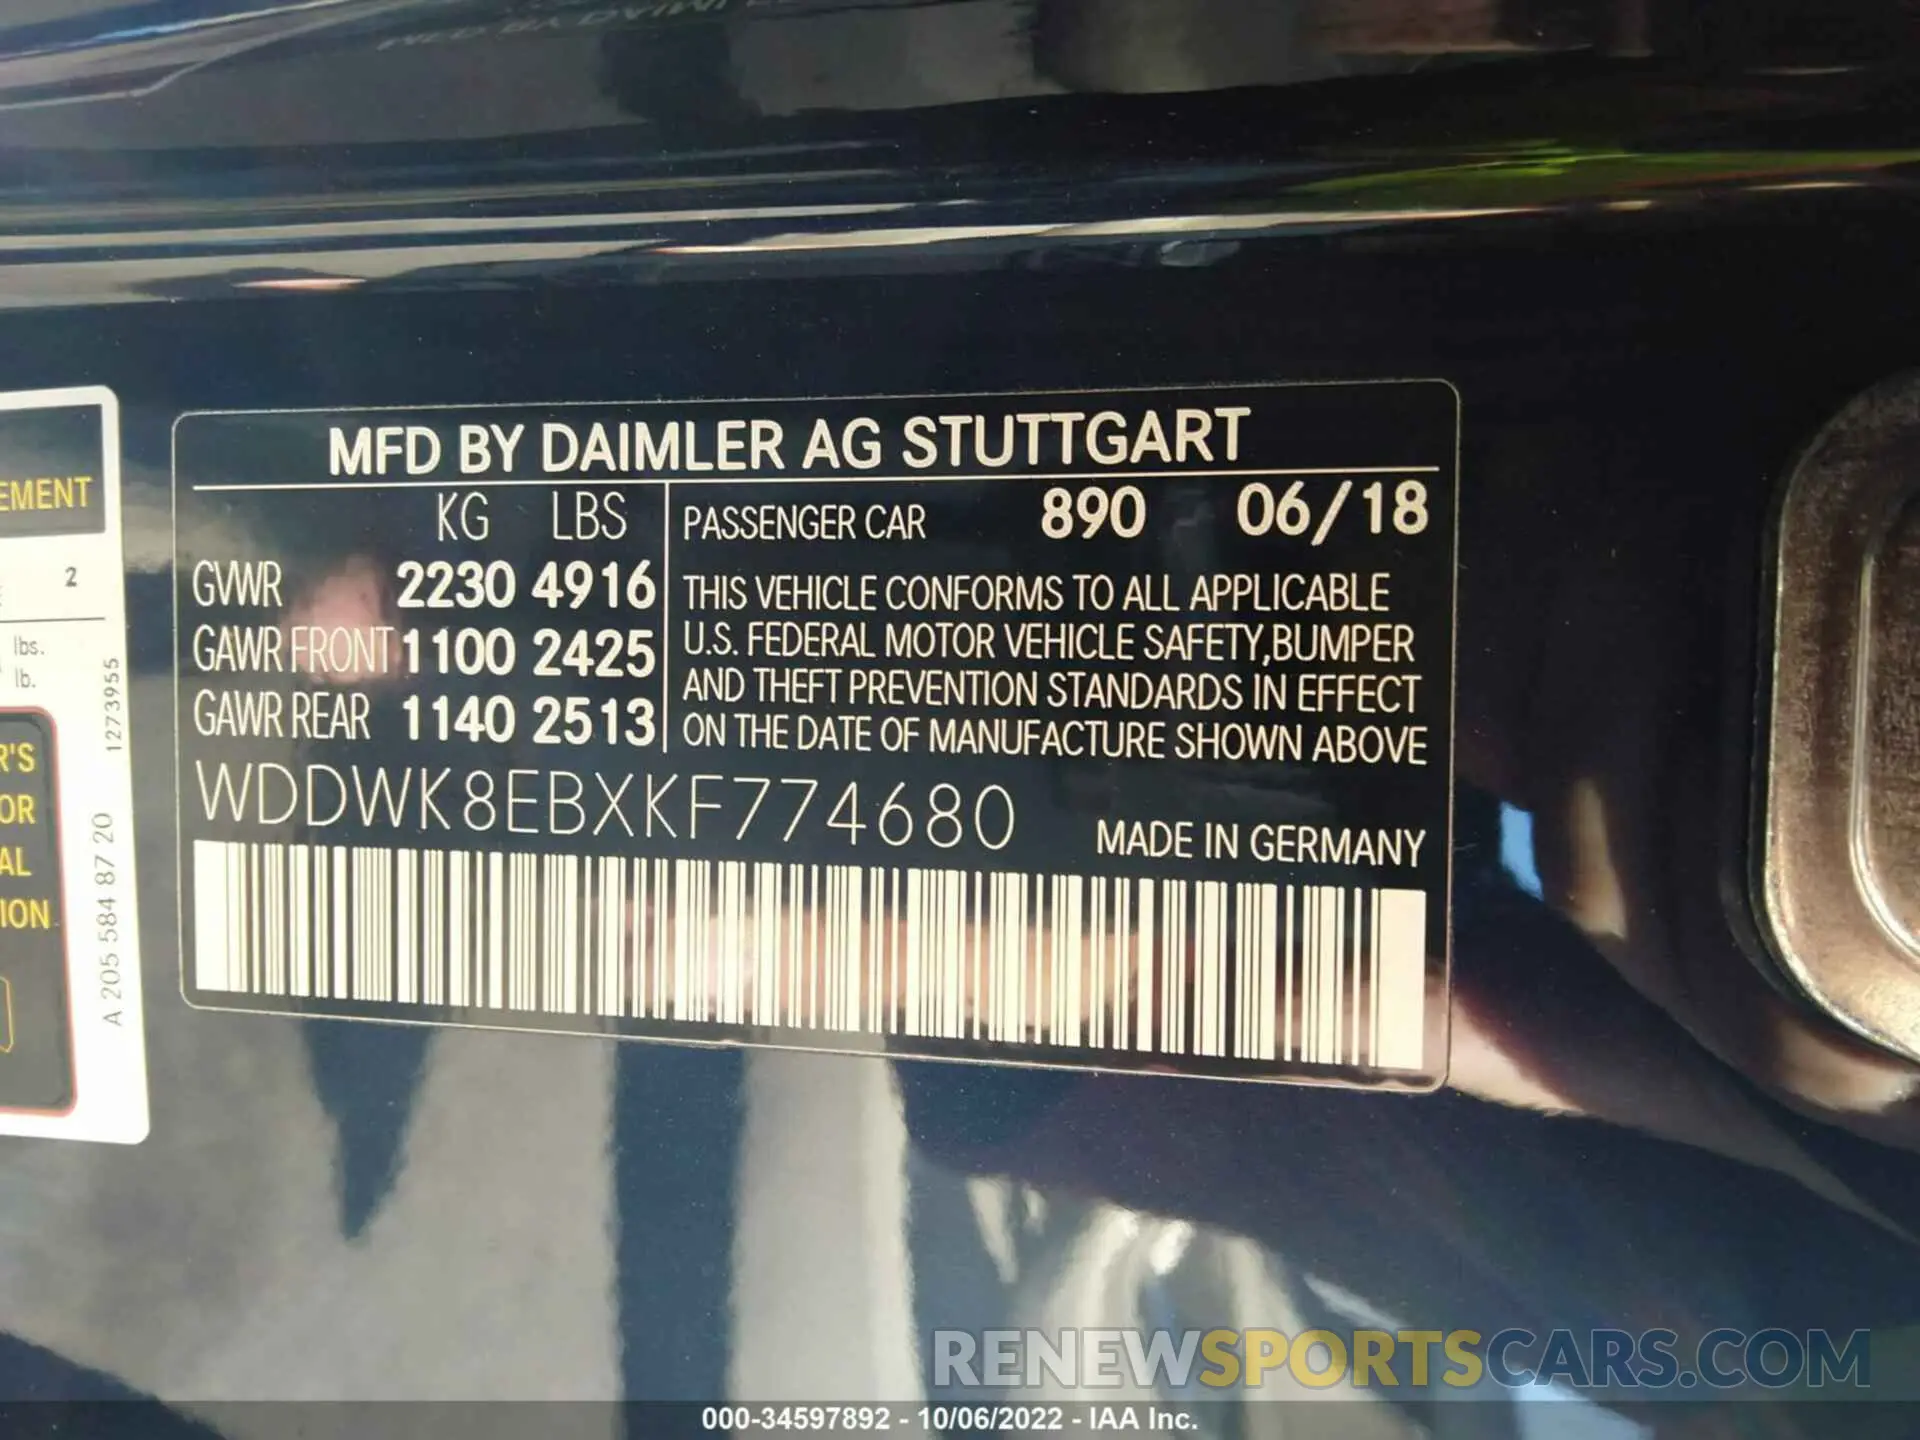 MFD BY DAIMLER AG STUTTGART
KG LBS
GVWR 2230 4916
GAWR FRONT 1100 2425
GAWR REAR 1140 2513
PASSENGER CAR 890 06/18
THIS VEHICLE CONFORMS TO ALL APPLICABLE
U.S. FEDERAL MOTOR VEHICLE SAFETY, BUMPER
AND THEFT PREVENTION STANDARDS IN EFFECT
ON THE DATE OF MANUFACTURE SHOWN ABOVE
WDDWK8EBXKF774680
MADE IN GERMANY
EMENT
2
lbs.
lb.
R'S
OR
AL
ION
1273955
A 205 584 87 20
RENEWSPORTSCARS.COM
000-34597892 - 10/06/2022 - IAA Inc.